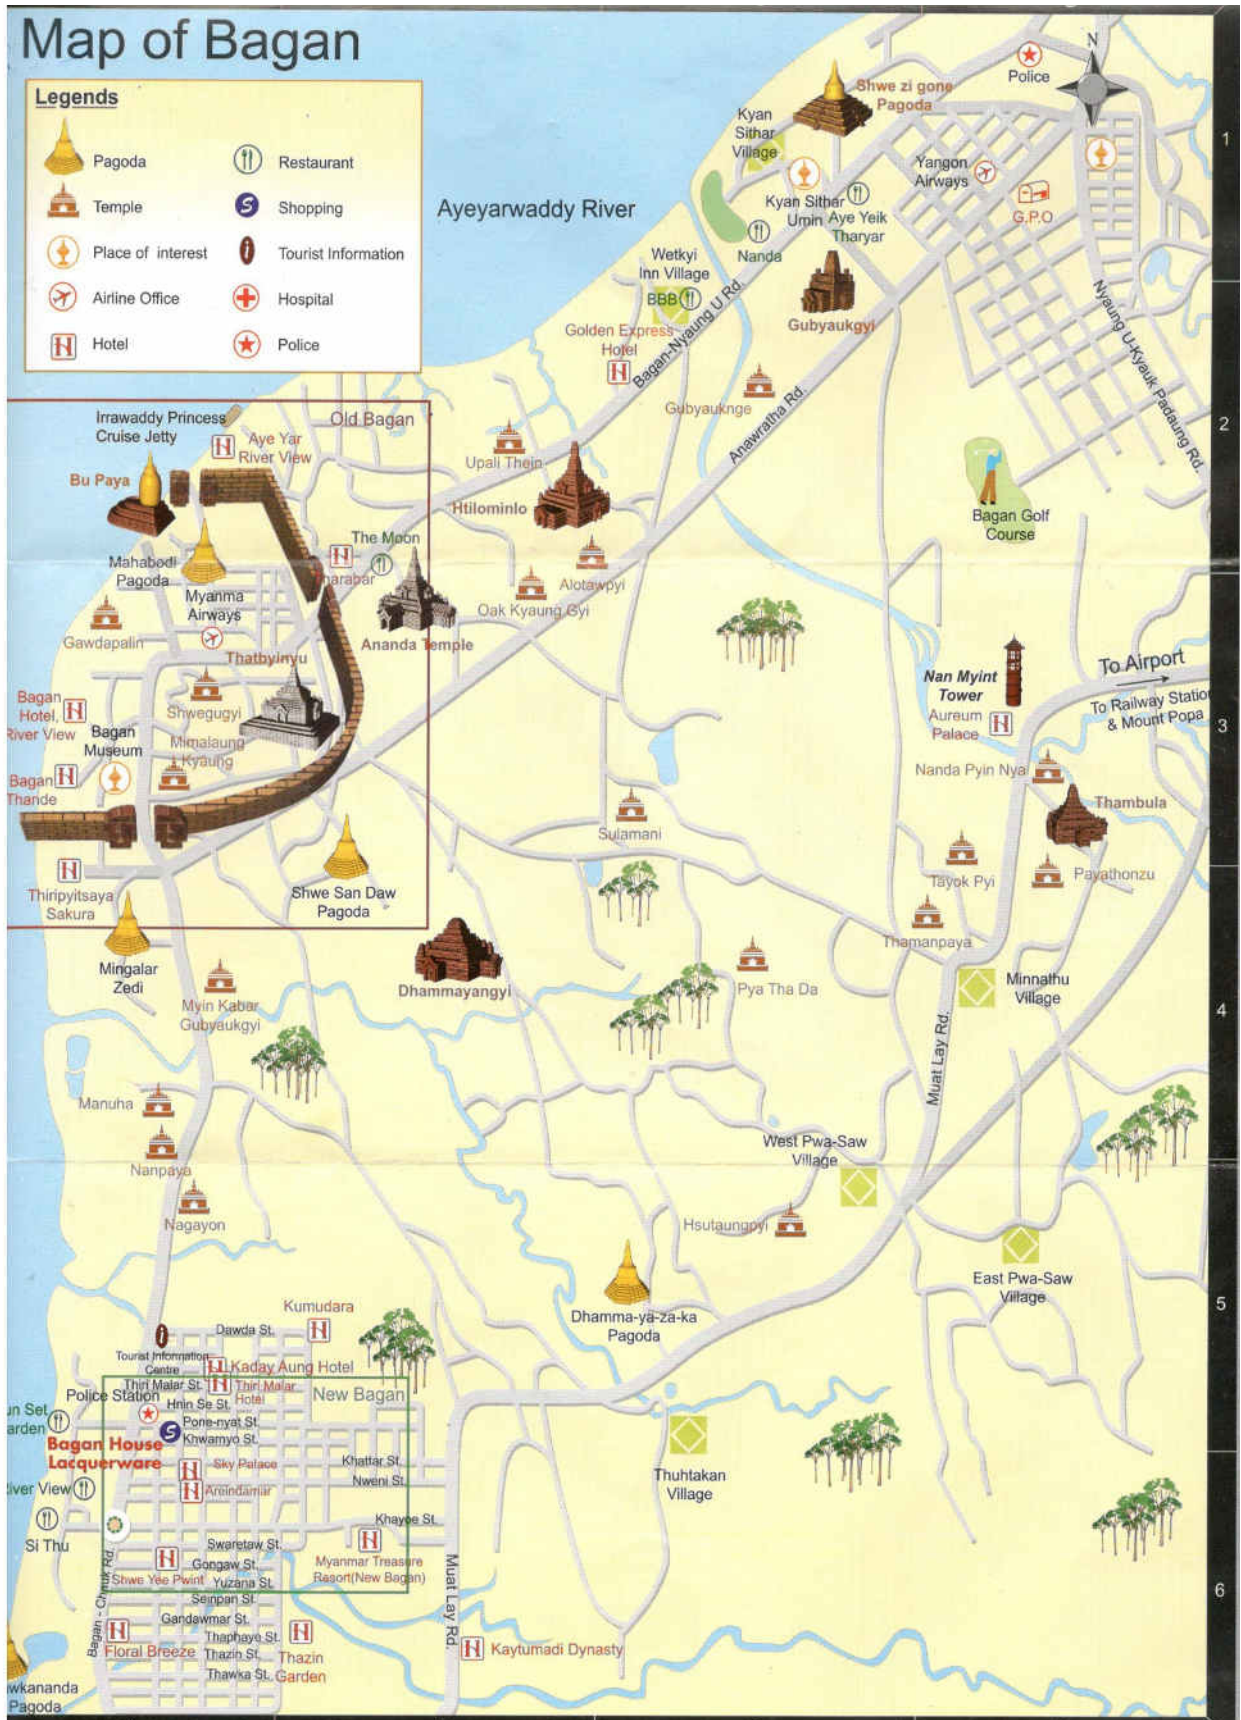 Map of Bagan
Legends
Pagoda
Restaurant
Temple
Shopping
Place of interest
Tourist Information
Airline Office
Hospital
Hotel
Police
N
Police
Shwe zi gone
Pagoda
Kyan
Sithar
Village
1
Yangon
Airways
Ayeyarwaddy River
Kyan Sithar
Umin
Aye Yeik
Tharyar
G.P.O
Nanda
Wetkyi
Inn Village
BBB
Gubyaukgyi
Golden Express
Hotel
Bagan-Nyaung U Rd.
Nyaung U-Kyauk Padaung Rd.
Gubyauknge
Anawratha Rd.
2
Irrawaddy Princess
Cruise Jetty
Old Bagan
Aye Yar
River View
Upali Thein
Bu Paya
Htilominlo
Bagan Golf
Course
The Moon
Mahabodi
Pagoda
Tharabar
Alotawpyi
Myanma
Airways
Oak Kyaung Gyi
Gawdapalin
Ananda Temple
Thatbyinyu
To Airport
Nan Myint
Tower
To Railway Statio
& Mount Popa
Bagan
Hotel,
River View
Shwegugyi
Aureum
Palace
3
Bagan
Museum
Mimalaung
Kyaung
Nanda Pyin Nya
Bagan
Thande
Thambula
Sulamani
Tayok Pyi
Payathonzu
Thiripyitsaya
Sakura
Shwe San Daw
Pagoda
Thamanpaya
Mingalar
Zedi
Dhammayangyi
Pya Tha Da
Minnathu
Village
Myin Kabar
Gubyaukgyi
4
Muat Lay Rd.
Manuha
West Pwa-Saw
Village
Nanpaya
Nagayon
Hsutaungpyi
East Pwa-Saw
Village
Kumudara
Dhamma-ya-za-ka
Pagoda
5
Dawda St.
Tourist Information
Centre
Kaday Aung Hotel
Thiri Malar St.
Thiri Malar
Hotel
New Bagan
Police Station
Hnin Se St.
un Set
arden
Pone-nyat St.
Khwamyo St.
Bagan House
Lacquerware
Sky Palace
Khattar St.
Thuhtakan
Village
Nweni St.
iver View
Areindamar
Khayoe St.
Si Thu
Swaretaw St.
Gongaw St.
Myanmar Treasure
Resort(New Bagan)
Shwe Yee Pwint
Yuzana St.
Seinpan St.
6
Bagan - Chauk Rd.
Muat Lay Rd.
Gandawmar St.
Thaphaye St.
Floral Breeze
Thazin St.
Thazin
Garden
Thawka St.
Kaytumadi Dynasty
wkananda
Pagoda